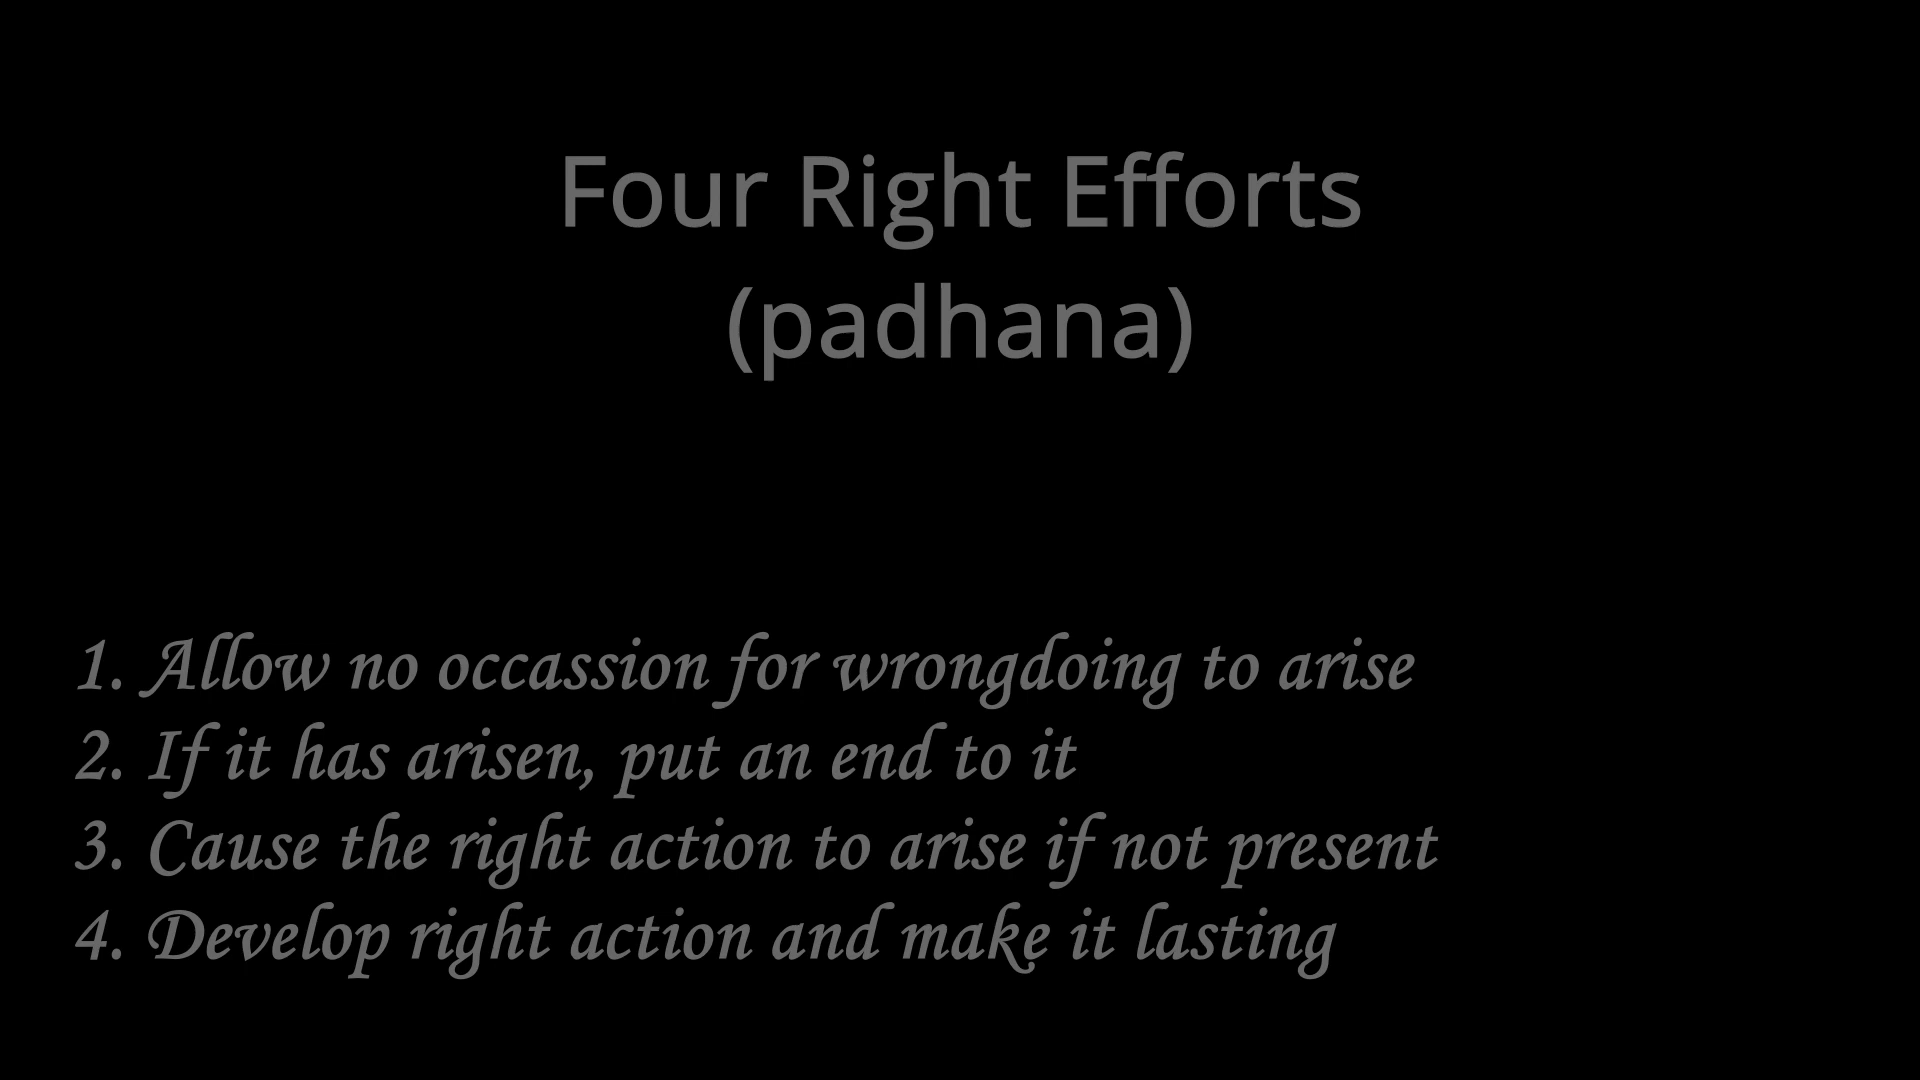 Four Right Efforts
(padhana)
1. Allow no occassion for wrongdoing to arise
2. If it has arisen, put an end to it
3. Cause the right action to arise if not present
4. Develop right action and make it lasting